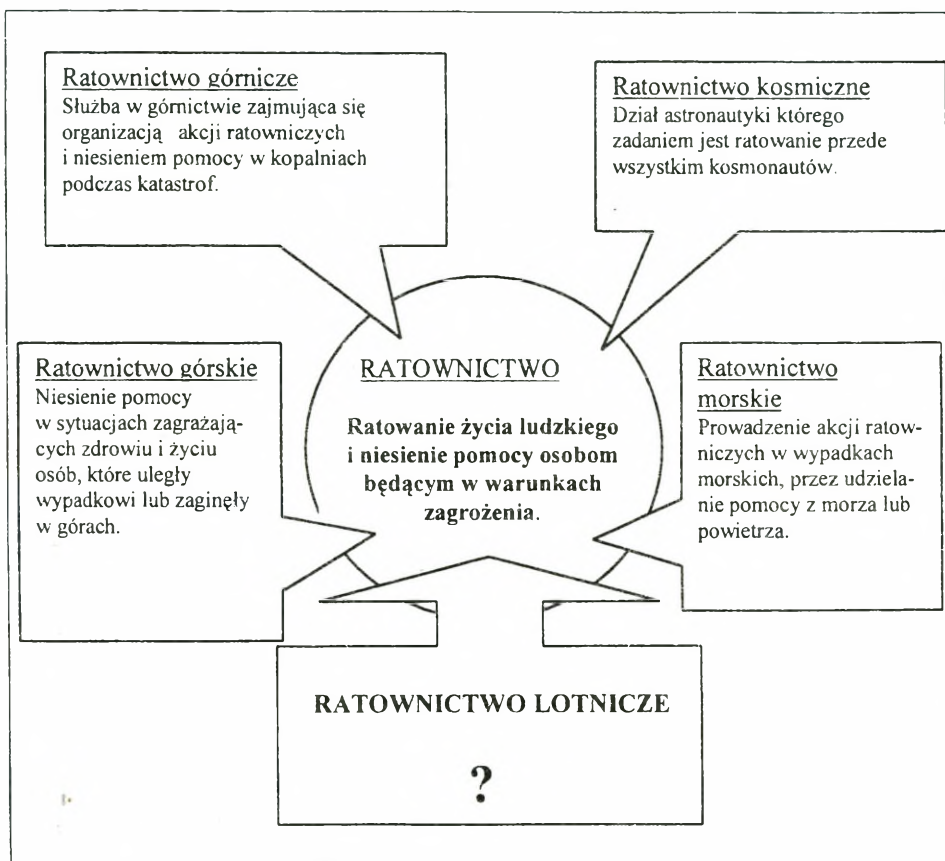 Ratownictwo górnicze
Służba w górnictwie zajmująca się
organizacją akcji ratowniczych
i niesieniem pomocy w kopalniach
podczas katastrof.
Ratownictwo kosmiczne
Dział astronautyki którego
zadaniem jest ratowanie przede
wszystkim kosmonautów.
Ratownictwo górskie
Niesienie pomocy
w sytuacjach zagrażają-
cych zdrowiu i życiu
osób, które uległy
wypadkowi lub zaginęły
w górach.
RATOWNICTWO
Ratowanie życia ludzkiego
i niesienie pomocy osobom
będącym w warunkach
zagrożenia.
Ratownictwo
morskie
Prowadzenie akcji ratow-
niczych w wypadkach
morskich, przez udziela-
nie pomocy z morza lub
powietrza.
RATOWNICTWO LOTNICZE
?